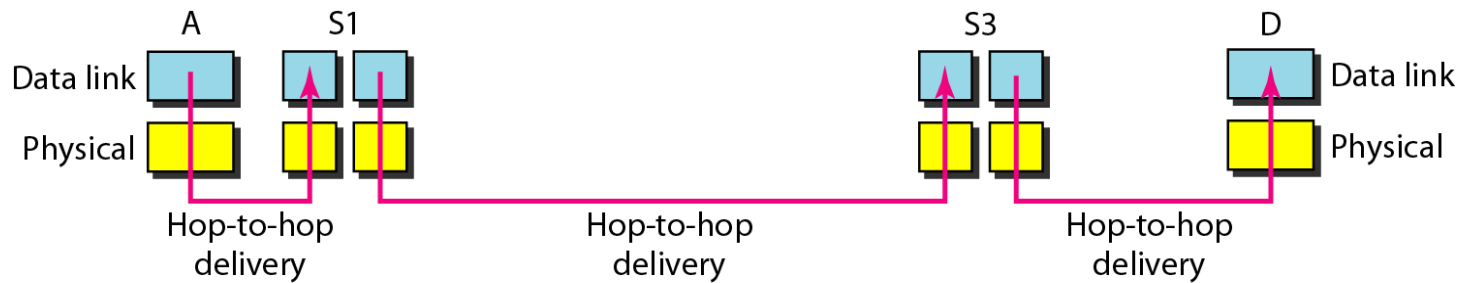 A
S1
S3
D
Data link
Data link
Physical
Physical
Hop-to-hop
delivery
Hop-to-hop
delivery
Hop-to-hop
delivery